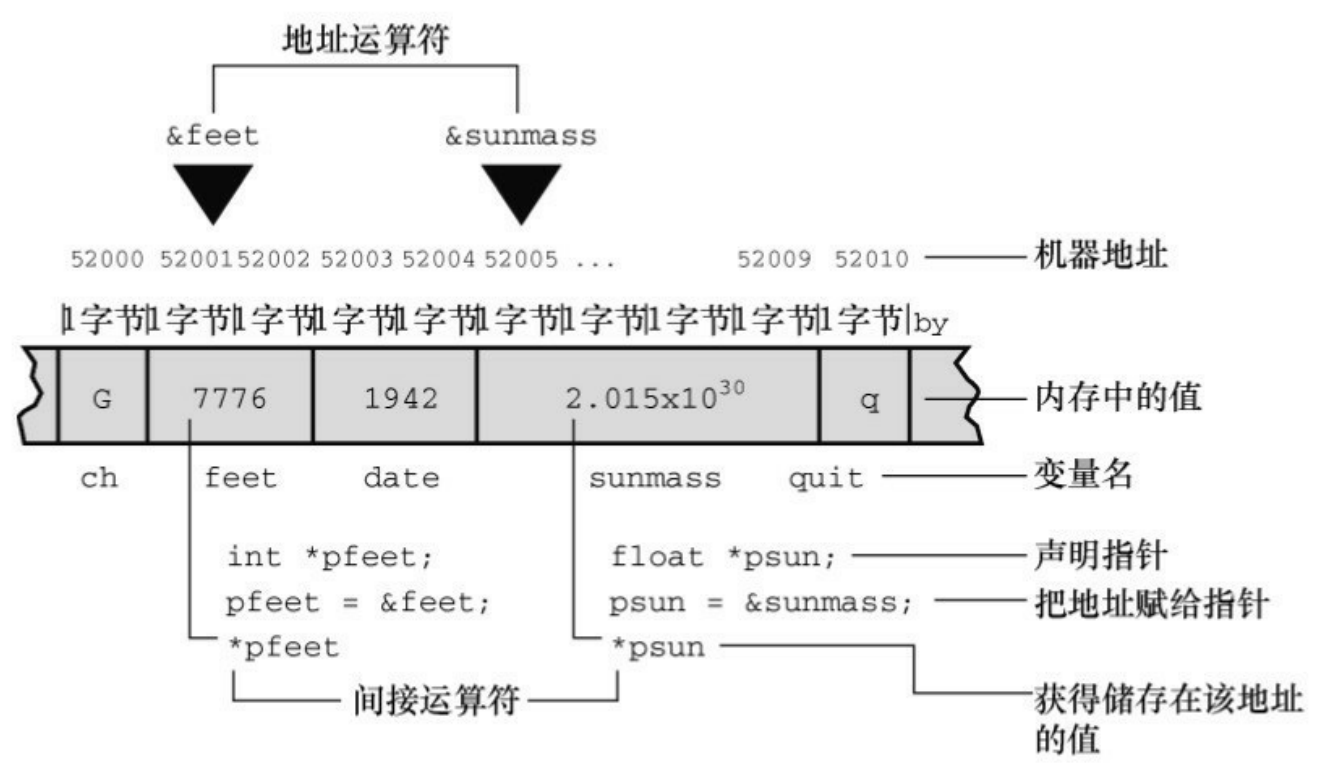 地址运算符
&feet &sunmass
52000 52001 52002 52003 52004 52005 ... 52009 52010 机器地址
|1字节|1字节|1字节|1字节|1字节|1字节|1字节|1字节|1字节|1字节|by
G 7776 1942 2.015x10³⁰ q 内存中的值
ch feet date sunmass quit 变量名
int *pfeet; float *psun; 声明指针
pfeet = &feet; psun = &sunmass; 把地址赋给指针
*pfeet *psun
间接运算符 获得储存在该地址
的值